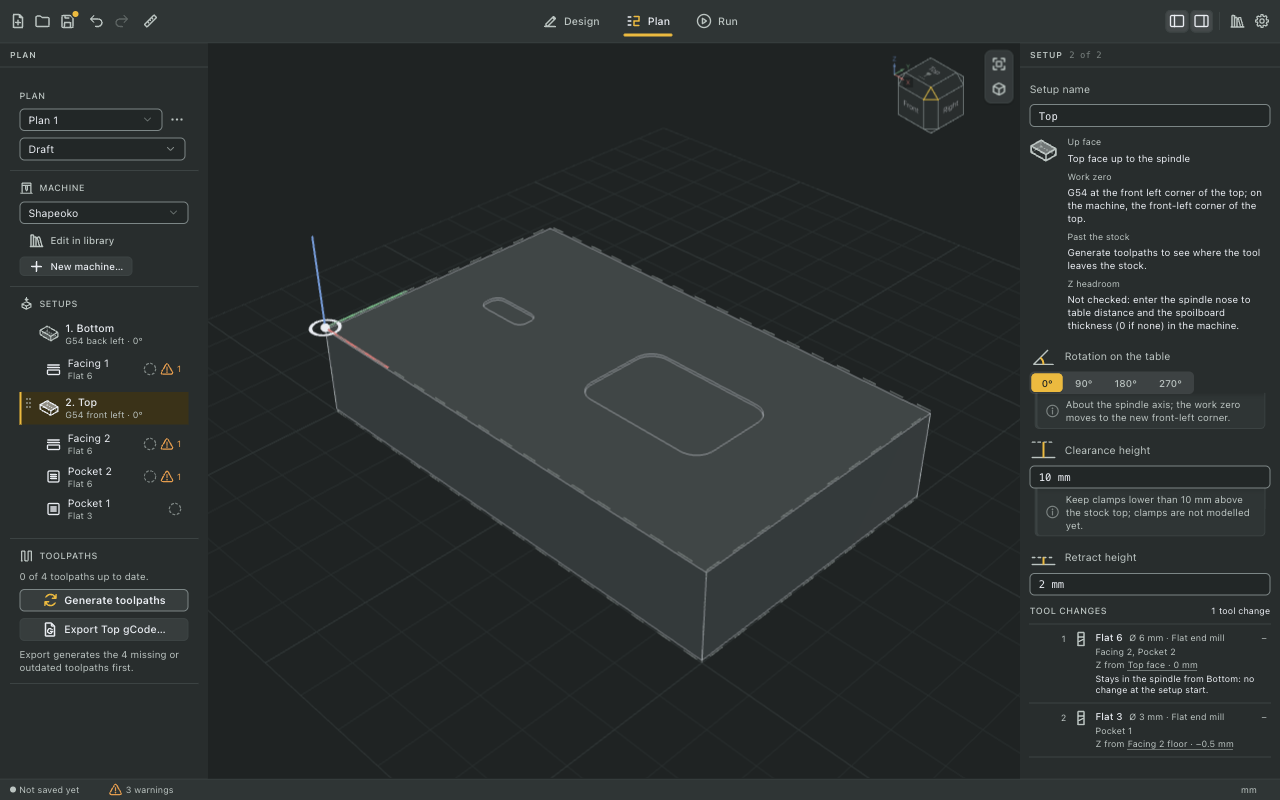 Design
Plan
Run
PLAN
SETUP 2 of 2
PLAN
Plan 1
Draft
MACHINE
Shapeoko
Edit in library
New machine...
SETUPS
1. Bottom
G54 back left · 0°
Facing 1
Flat 6
1
2. Top
G54 front left · 0°
Facing 2
Flat 6
1
Pocket 2
Flat 6
1
Pocket 1
Flat 3
TOOLPATHS
0 of 4 toolpaths up to date.
Generate toolpaths
Export Top gCode...
Export generates the 4 missing or
outdated toolpaths first.
Top
Front
Right
Setup name
Top
Up face
Top face up to the spindle
Work zero
G54 at the front left corner of the top; on
the machine, the front-left corner of the
top.
Past the stock
Generate toolpaths to see where the tool
leaves the stock.
Z headroom
Not checked: enter the spindle nose to
table distance and the spoilboard
thickness (0 if none) in the machine.
Rotation on the table
0° 90° 180° 270°
About the spindle axis; the work zero
moves to the new front-left corner.
Clearance height
10 mm
Keep clamps lower than 10 mm above
the stock top; clamps are not modelled
yet.
Retract height
2 mm
TOOL CHANGES 1 tool change
1 Flat 6 Ø 6 mm · Flat end mill –
Facing 2, Pocket 2
Z from Top face · 0 mm
Stays in the spindle from Bottom: no
change at the setup start.
2 Flat 3 Ø 3 mm · Flat end mill –
Pocket 1
Z from Facing 2 floor · −0.5 mm
Not saved yet
3 warnings
mm